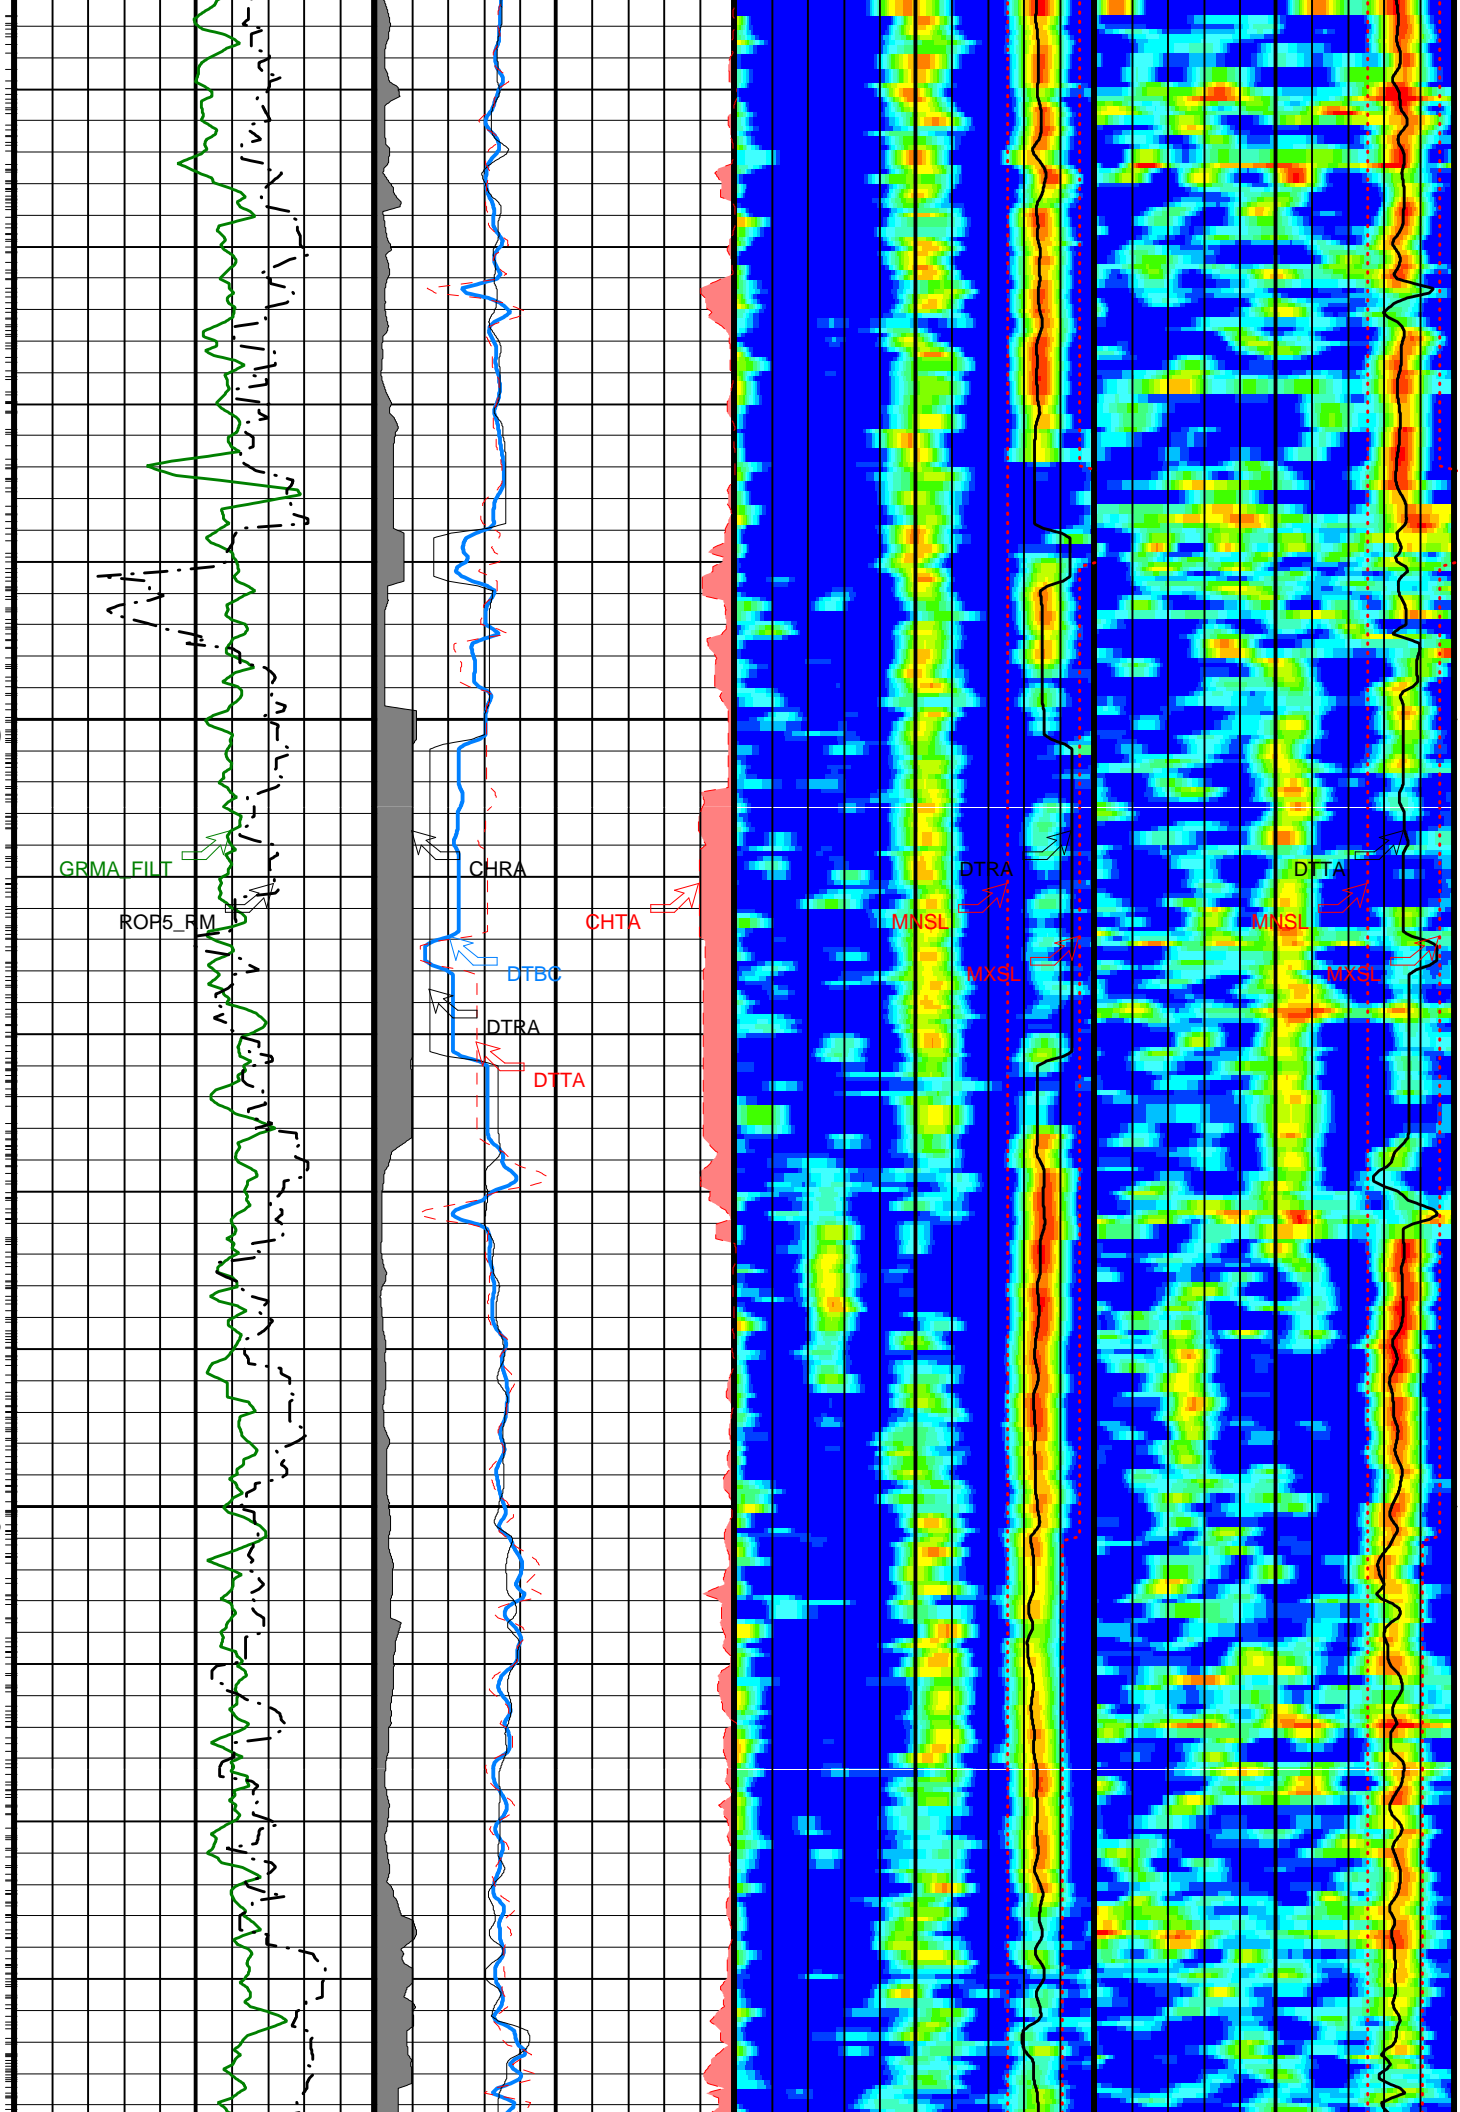 GRMA_FILT
CHRA
DTRA
DTTA
ROP5_RM
CHTA
MNSL
MNSL
DTBC
MXSL
MXSL
DTRA
DTTA